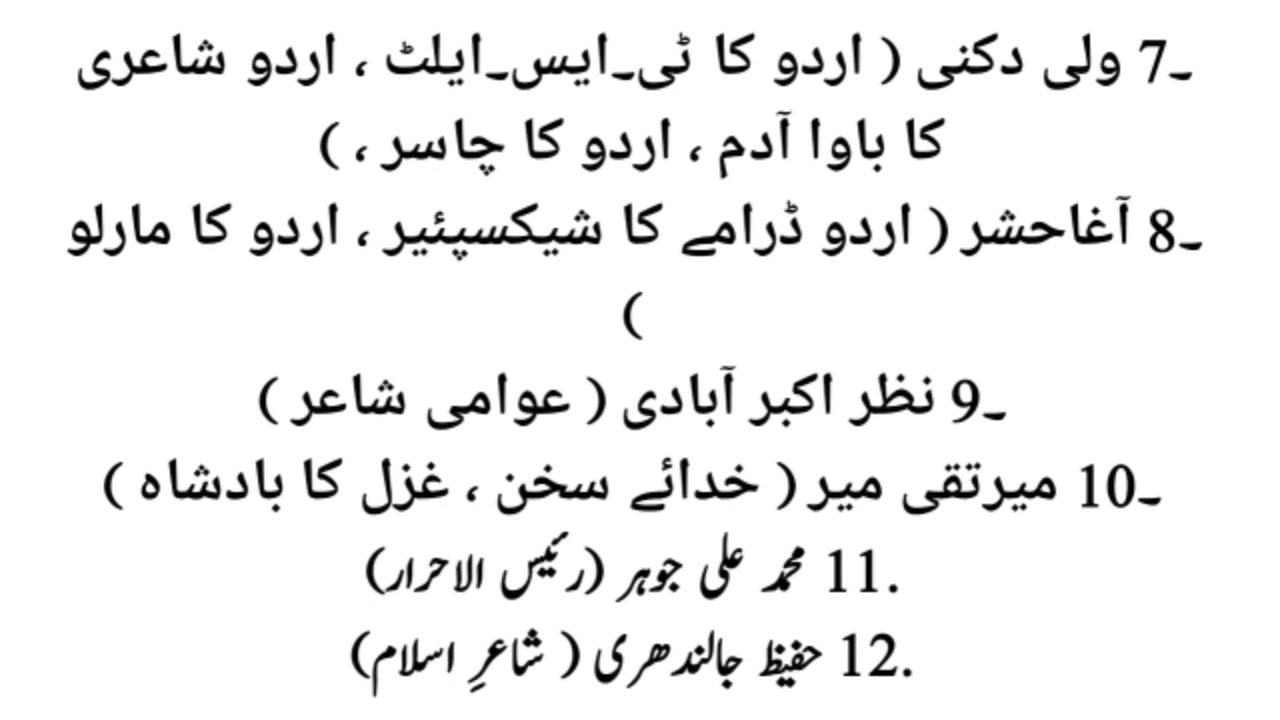 7۔ ولی دکنی ( اردو کا ٹی۔ایس۔ایلٹ ، اردو شاعری
کا باوا آدم ، اردو کا چاسر ، )
8۔ آغاحشر ( اردو ڈرامے کا شیکسپئیر ، اردو کا مارلو
)
9۔ نظر اکبر آبادی ( عوامی شاعر )
10۔ میرتقی میر ( خدائے سخن ، غزل کا بادشاہ )
11. محمد علی جوہر (رئیس الاحرار)
12. حفیظ جالندھری ( شاعرِ اسلام)